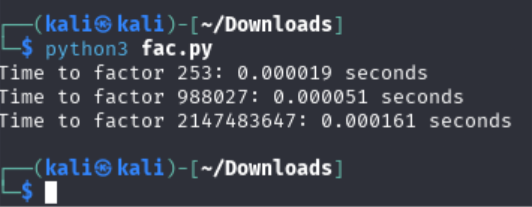 ┌──(kali㉿kali)-[~/Downloads]
└─$ python3 fac.py
Time to factor 253: 0.000019 seconds
Time to factor 988027: 0.000051 seconds
Time to factor 2147483647: 0.000161 seconds
┌──(kali㉿kali)-[~/Downloads]
└─$